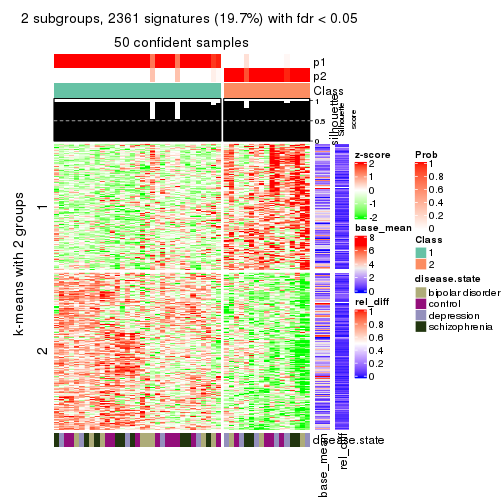 2 subgroups, 2361 signatures (19.7%) with fdr < 0.05
50 confident samples
p1
p2
Class
1
0.5
0
Silhouette
score
silhouette
k-means with 2 groups
1
2
disease.state
base_mean
rel_diff
z-score
2
1
0
-1
-2
base_mean
8
6
4
2
0
rel_diff
1
0.8
0.6
0.4
0.2
0
Prob
1
0.8
0.6
0.4
0.2
0
Class
1
2
disease.state
bipolar disorder
control
depression
schizophrenia